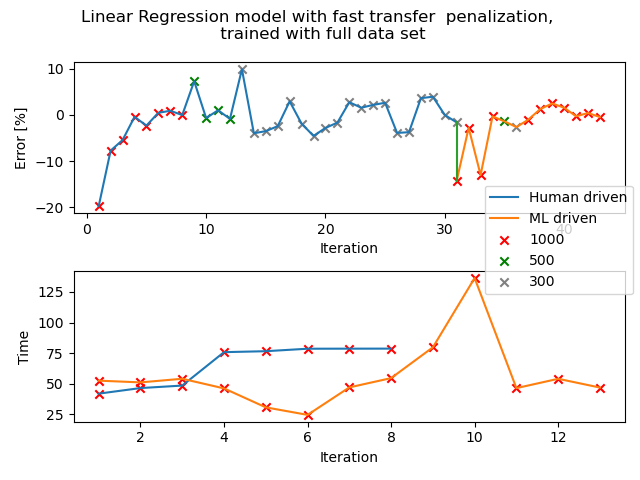 Linear Regression model with fast transfer  penalization,
trained with full data set
10
0
−10
−20
Error [%]
0
10
20
30
40
Iteration
Human driven
ML driven
1000
500
300
125
100
75
50
25
Time
2
4
6
8
10
12
Iteration